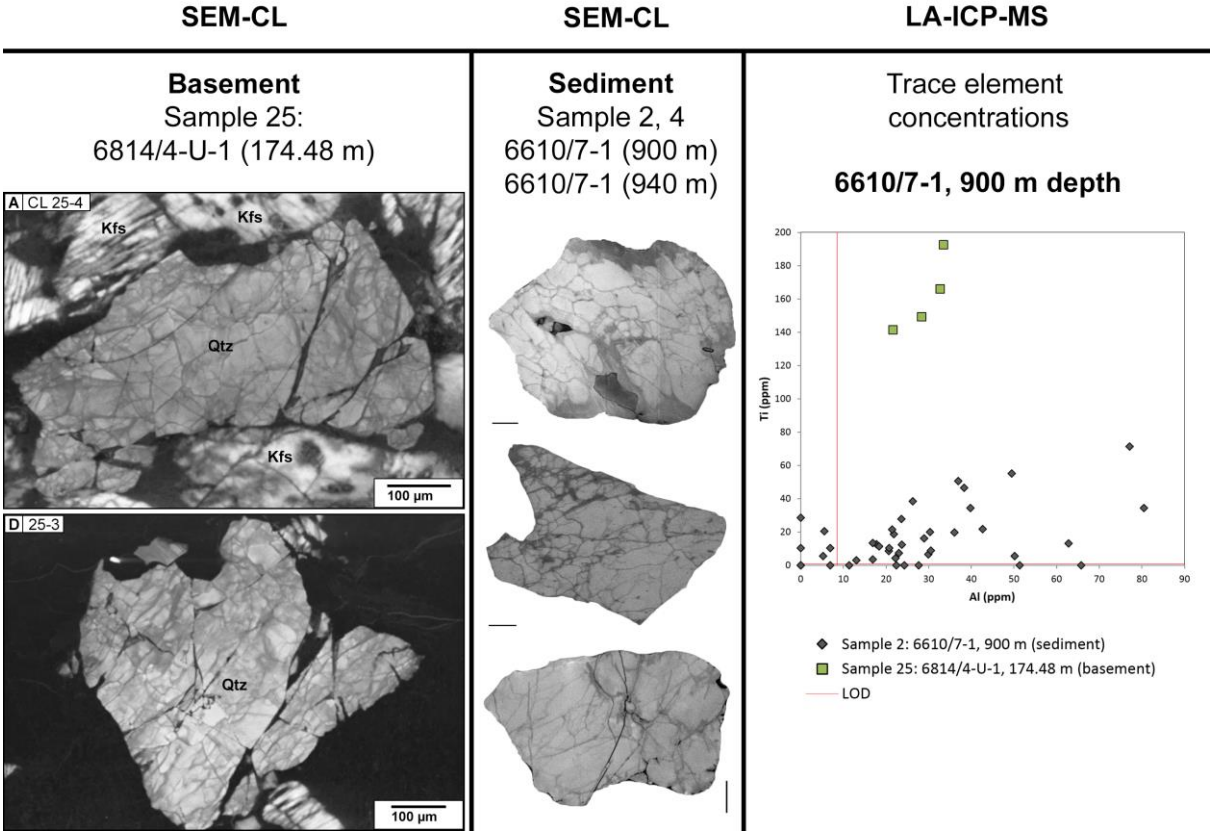 SEM-CL
SEM-CL
LA-ICP-MS
Basement
Sample 25:
6814/4-U-1 (174.48 m)
A CL 25-4
Kfs
Kfs
Qtz
Kfs
100 µm
D 25-3
Qtz
100 µm
Sediment
Sample 2, 4
6610/7-1 (900 m)
6610/7-1 (940 m)
Trace element
concentrations
6610/7-1, 900 m depth
200
180
160
140
120
100
80
60
40
20
0
Ti (ppm)
0 10 20 30 40 50 60 70 80 90
Al (ppm)
Sample 2: 6610/7-1, 900 m (sediment)
Sample 25: 6814/4-U-1, 174.48 m (basement)
LOD